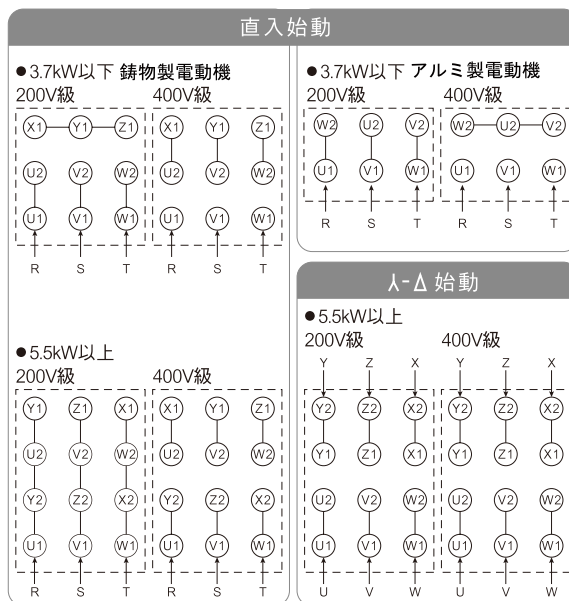 直入始動
●3.7kW以下 鋳物製電動機
200V級 400V級
X1 Y1 Z1 X1 Y1 Z1
U2 V2 W2 U2 V2 W2
U1 V1 W1 U1 V1 W1
R S T R S T
●5.5kW以上
200V級 400V級
Y1 Z1 X1 X1 Y1 Z1
U2 V2 W2 U2 V2 W2
Y2 Z2 X2 Y2 Z2 X2
U1 V1 W1 U1 V1 W1
R S T R S T
●3.7kW以下 アルミ製電動機
200V級 400V級
W2 U2 V2 W2 U2 V2
U1 V1 W1 U1 V1 W1
R S T R S T
人-Δ 始動
●5.5kW以上
200V級 400V級
Y Z X Y Z X
Y2 Z2 X2 Y2 Z2 X2
Y1 Z1 X1 Y1 Z1 X1
U2 V2 W2 U2 V2 W2
U1 V1 W1 U1 V1 W1
U V W U V W